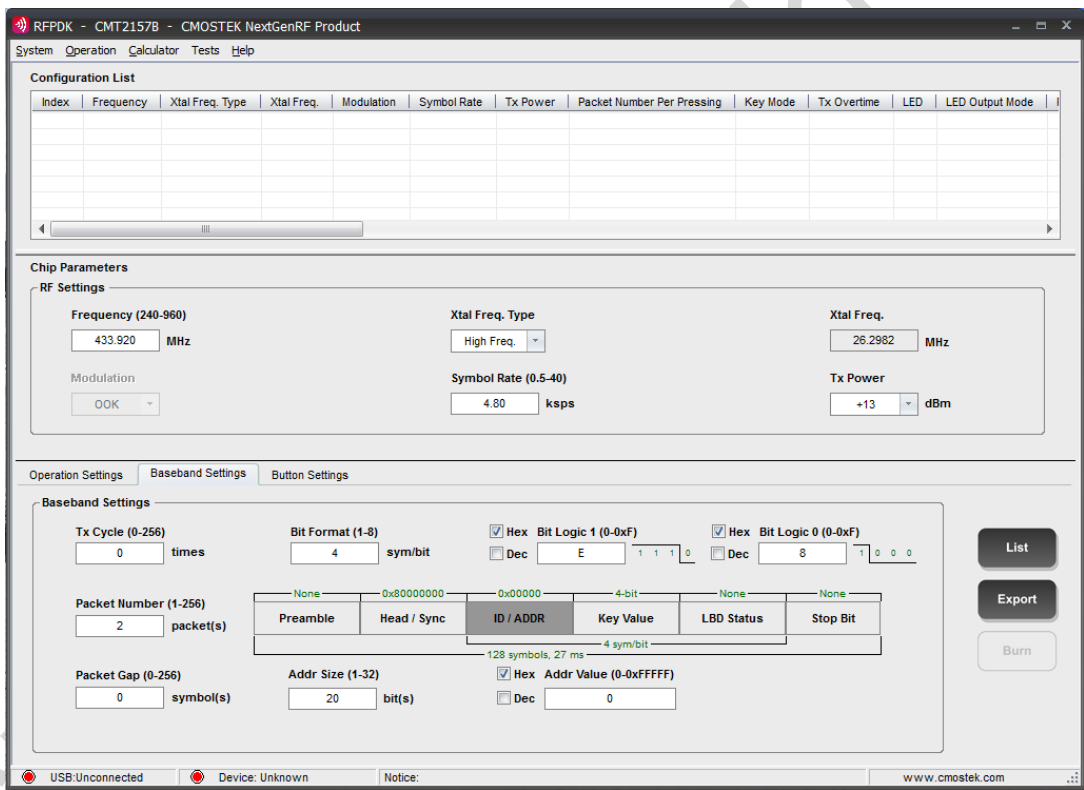 RFPDK - CMT2157B - CMOSTEK NextGenRF Product
System Operation Calculator Tests Help
Configuration List
Index Frequency Xtal Freq. Type Xtal Freq. Modulation Symbol Rate Tx Power Packet Number Per Pressing Key Mode Tx Overtime LED LED Output Mode
Chip Parameters
RF Settings
Frequency (240-960) Xtal Freq. Type Xtal Freq.
433.920 MHz High Freq. 26.2982 MHz
Modulation Symbol Rate (0.5-40) Tx Power
OOK 4.80 ksps +13 dBm
Operation Settings Baseband Settings Button Settings
Baseband Settings
Tx Cycle (0-256) Bit Format (1-8) Hex Bit Logic 1 (0-0xF) Hex Bit Logic 0 (0-0xF)
0 times 4 sym/bit Dec E 1 1 1 0 Dec 8 1 0 0 0
List
None 0x80000000 0x00000 4-bit None None
Packet Number (1-256) Preamble Head / Sync ID / ADDR Key Value LBD Status Stop Bit
2 packet(s)
Export
4 sym/bit
128 symbols, 27 ms
Burn
Packet Gap (0-256) Addr Size (1-32) Hex Addr Value (0-0xFFFFF)
0 symbol(s) 20 bit(s) Dec 0
USB:Unconnected Device: Unknown Notice: www.cmostek.com